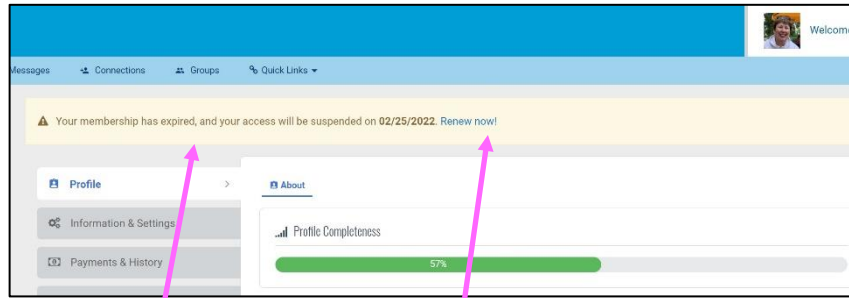 Welcome
Messages Connections Groups Quick Links
Your membership has expired, and your access will be suspended on 02/25/2022. Renew now!
Profile
About
Information & Settings
Profile Completeness
Payments & History
57%